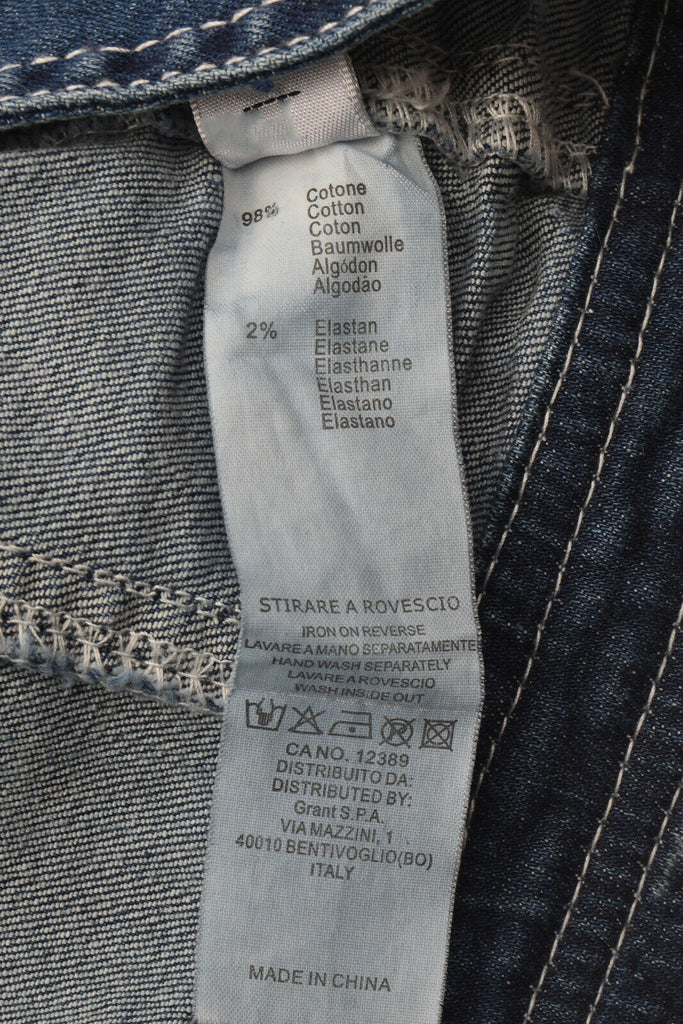 98% Cotone
Cotton
Coton
Baumwolle
Algódon
Algodão
2% Elastan
Elastane
Elasthanne
Elasthan
Elastano
Elastano
STIRARE A ROVESCIO
IRON ON REVERSE
LAVARE A MANO SEPARATAMENTE
HAND WASH SEPARATELY
LAVARE A ROVESCIO
WASH INSIDE OUT
CA NO. 12389
DISTRIBUITO DA:
DISTRIBUTED BY:
Grant S.P.A.
VIA MAZZINI, 1
40010 BENTIVOGLIO(BO)
ITALY
MADE IN CHINA